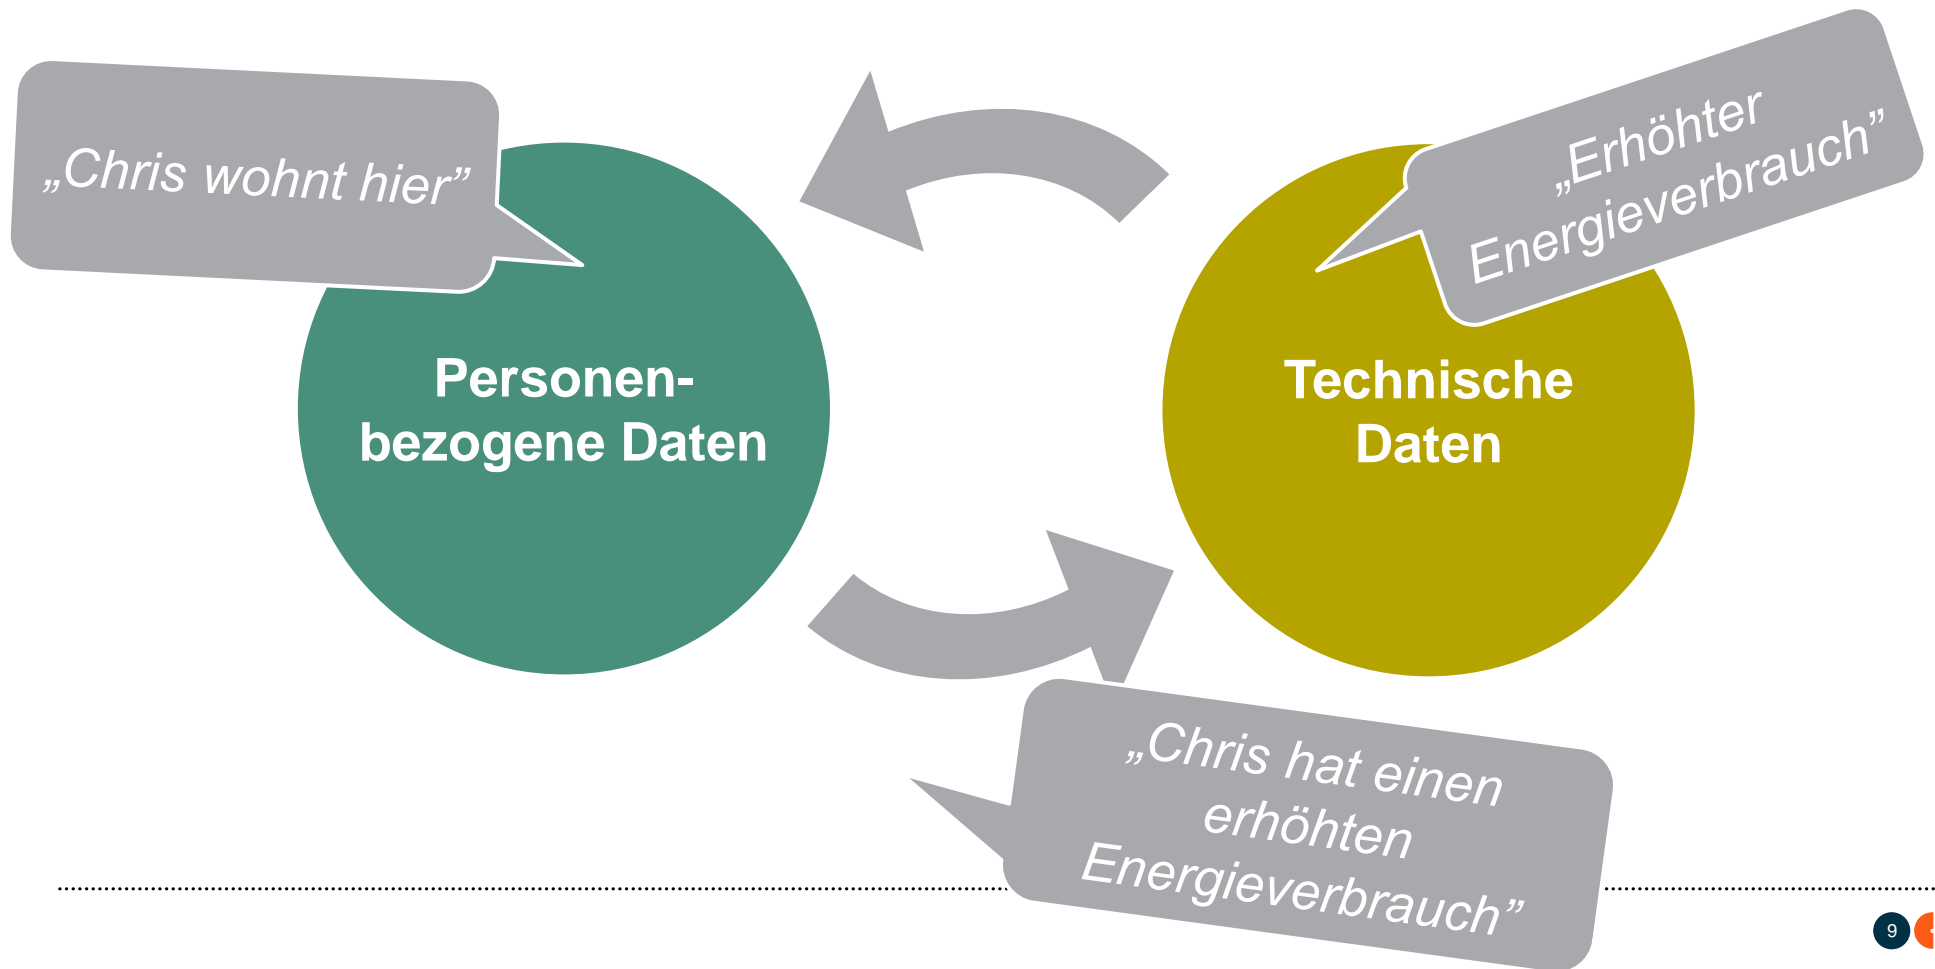 „Chris wohnt hier”
„Erhöhter
Energieverbrauch”
Personen-
bezogene Daten
Technische
Daten
„Chris hat einen
erhöhten
Energieverbrauch”
9